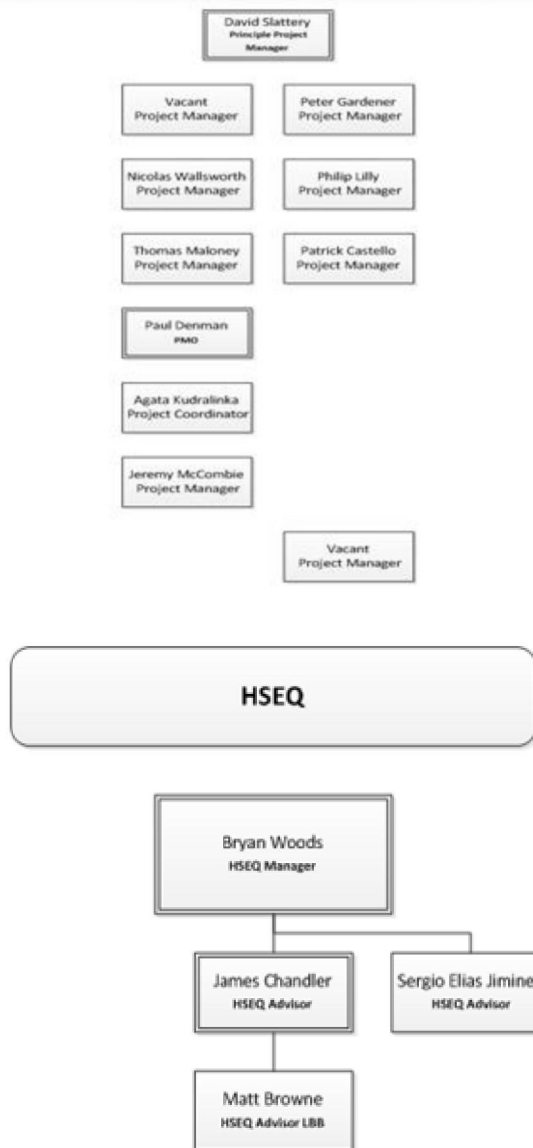 David Slattery
Principle Project
Manager
Vacant
Project Manager
Peter Gardener
Project Manager
Nicolas Wallsworth
Project Manager
Philip Lilly
Project Manager
Thomas Maloney
Project Manager
Patrick Castello
Project Manager
Paul Denman
PMO
Agata Kudralinka
Project Coordinator
Jeremy McCombie
Project Manager
Vacant
Project Manager
HSEQ
Bryan Woods
HSEQ Manager
James Chandler
HSEQ Advisor
Sergio Elias Jimine
HSEQ Advisor
Matt Browne
HSEQ Advisor LBB